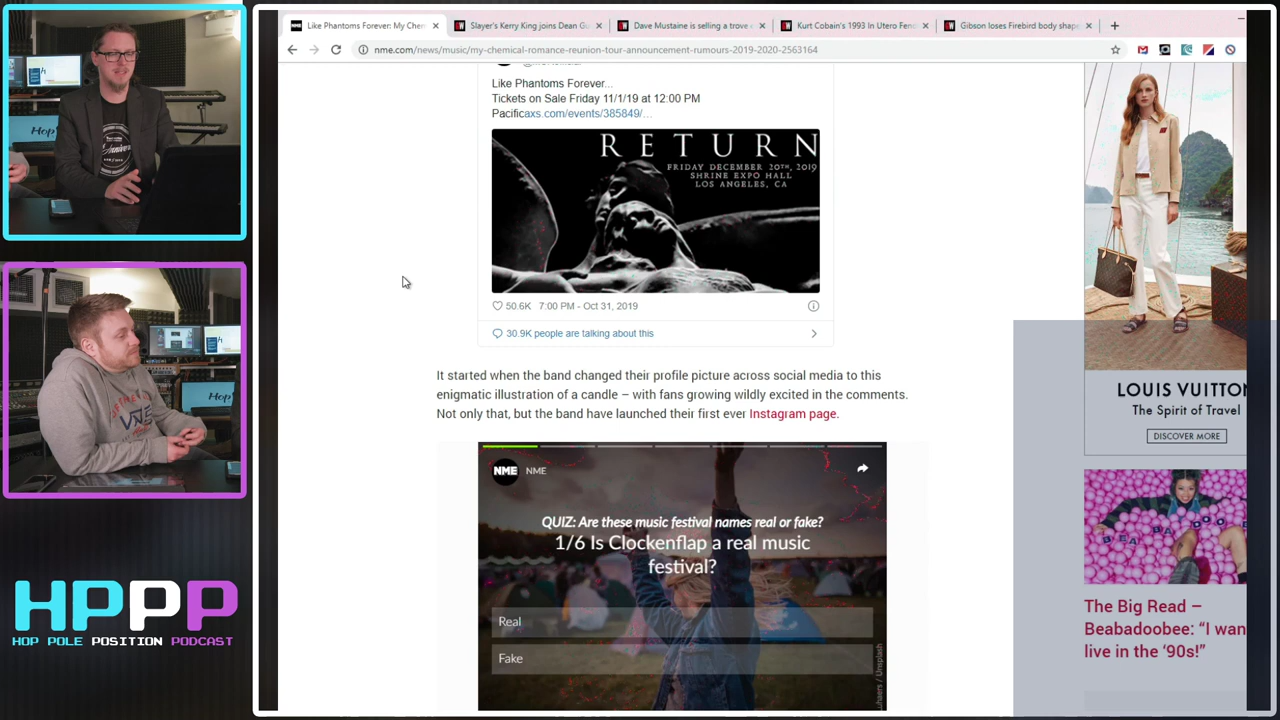 Like Phantoms Forever: My Chem
Slayer's Kerry King joins Dean Gu
Dave Mustaine is selling a trove
Kurt Cobain's 1993 In Utero Fen
Gibson loses Firebird body shap
nme.com/news/music/my-chemical-romance-reunion-tour-announcement-rumours-2019-2020-2563164
Like Phantoms Forever...
Tickets on Sale Friday 11/1/19 at 12:00 PM
Pacificaxs.com/events/385849/...
RETURN
FRIDAY DECEMBER 20TH, 2019
SHRINE EXPO HALL
LOS ANGELES, CA
50.6K 7:00 PM - Oct 31, 2019
30.9K people are talking about this
It started when the band changed their profile picture across social media to this
enigmatic illustration of a candle – with fans growing wildly excited in the comments.
Not only that, but the band have launched their first ever Instagram page.
NME NME
QUIZ: Are these music festival names real or fake?
1/6 Is Clockenflap a real music
festival?
Real
Fake
/ Unsplash
LOUIS VUITTON
The Spirit of Travel
DISCOVER MORE
The Big Read –
Beabadoobee: “I wan
live in the ‘90s!”
HPPP
HOP POLE POSITION PODCAST
Hop